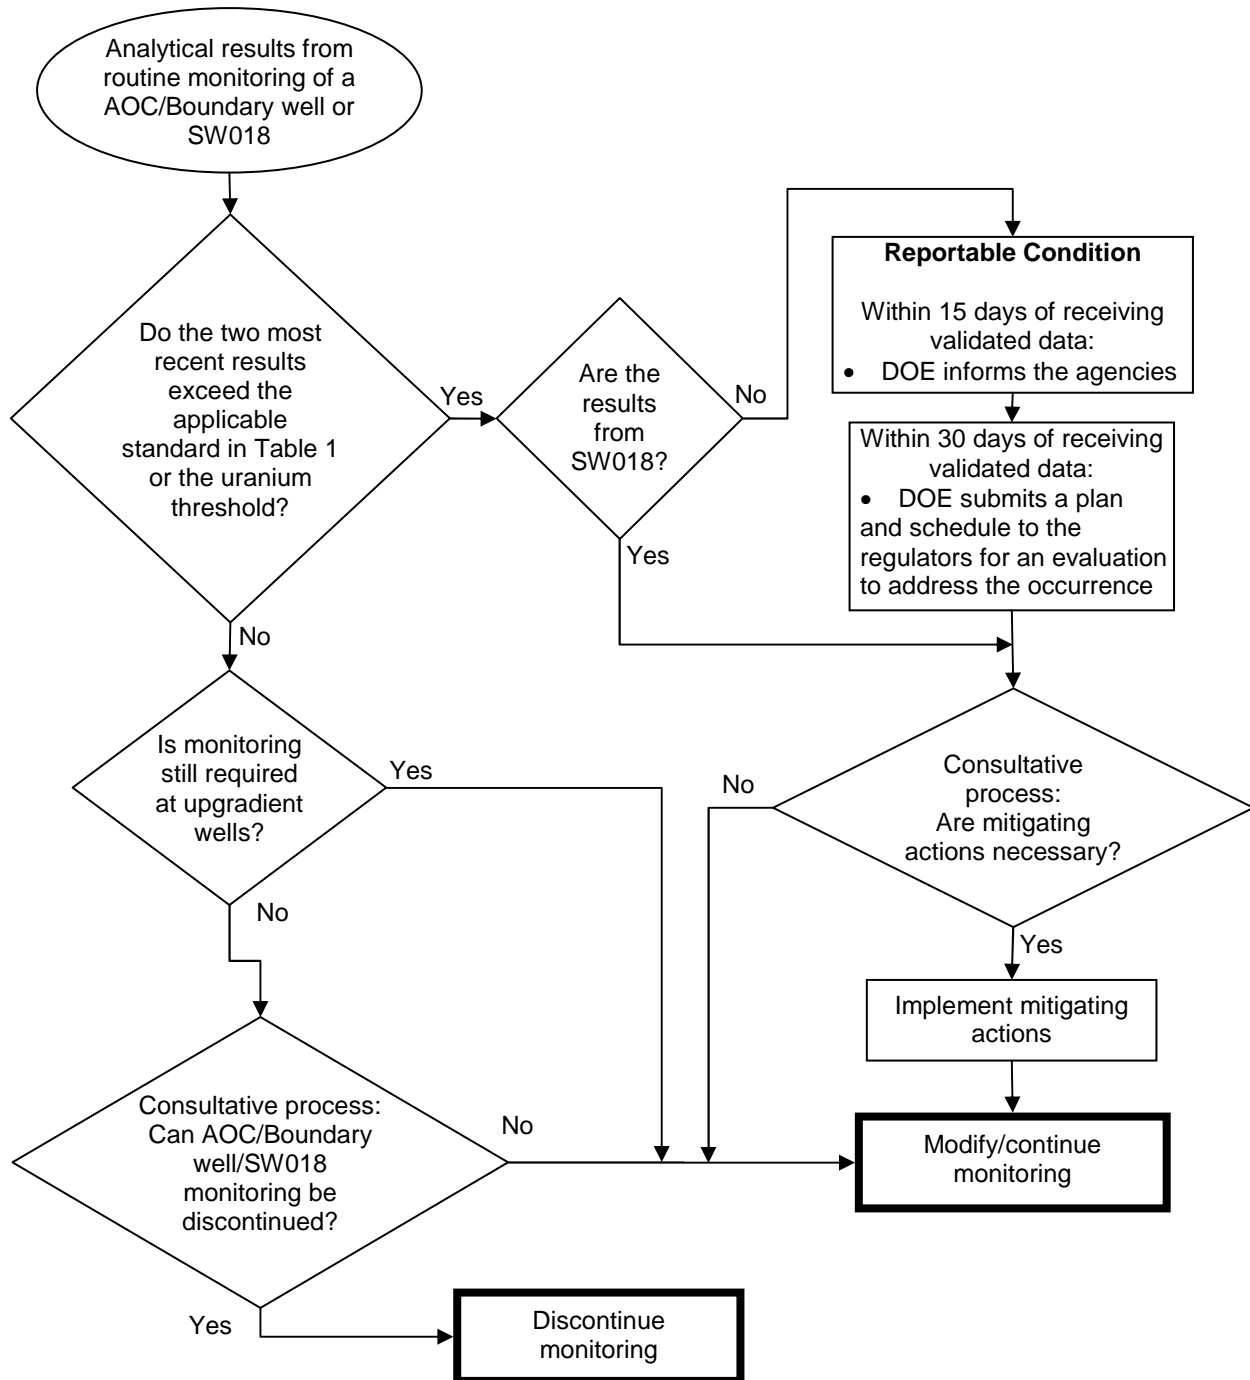 Analytical results from
routine monitoring of a
AOC/Boundary well or
SW018
Do the two most
recent results
exceed the
applicable
standard in Table 1
or the uranium
threshold?
Yes
Are the
results
from
SW018?
No
Reportable Condition
Within 15 days of receiving
validated data:
• DOE informs the agencies
Within 30 days of receiving
validated data:
• DOE submits a plan
and schedule to the
regulators for an evaluation
to address the occurrence
Yes
No
Is monitoring
still required
at upgradient
wells?
Yes
No
Consultative
process:
Are mitigating
actions necessary?
No
Yes
Implement mitigating
actions
Consultative process:
Can AOC/Boundary
well/SW018
monitoring be
discontinued?
No
Modify/continue
monitoring
Yes
Discontinue
monitoring